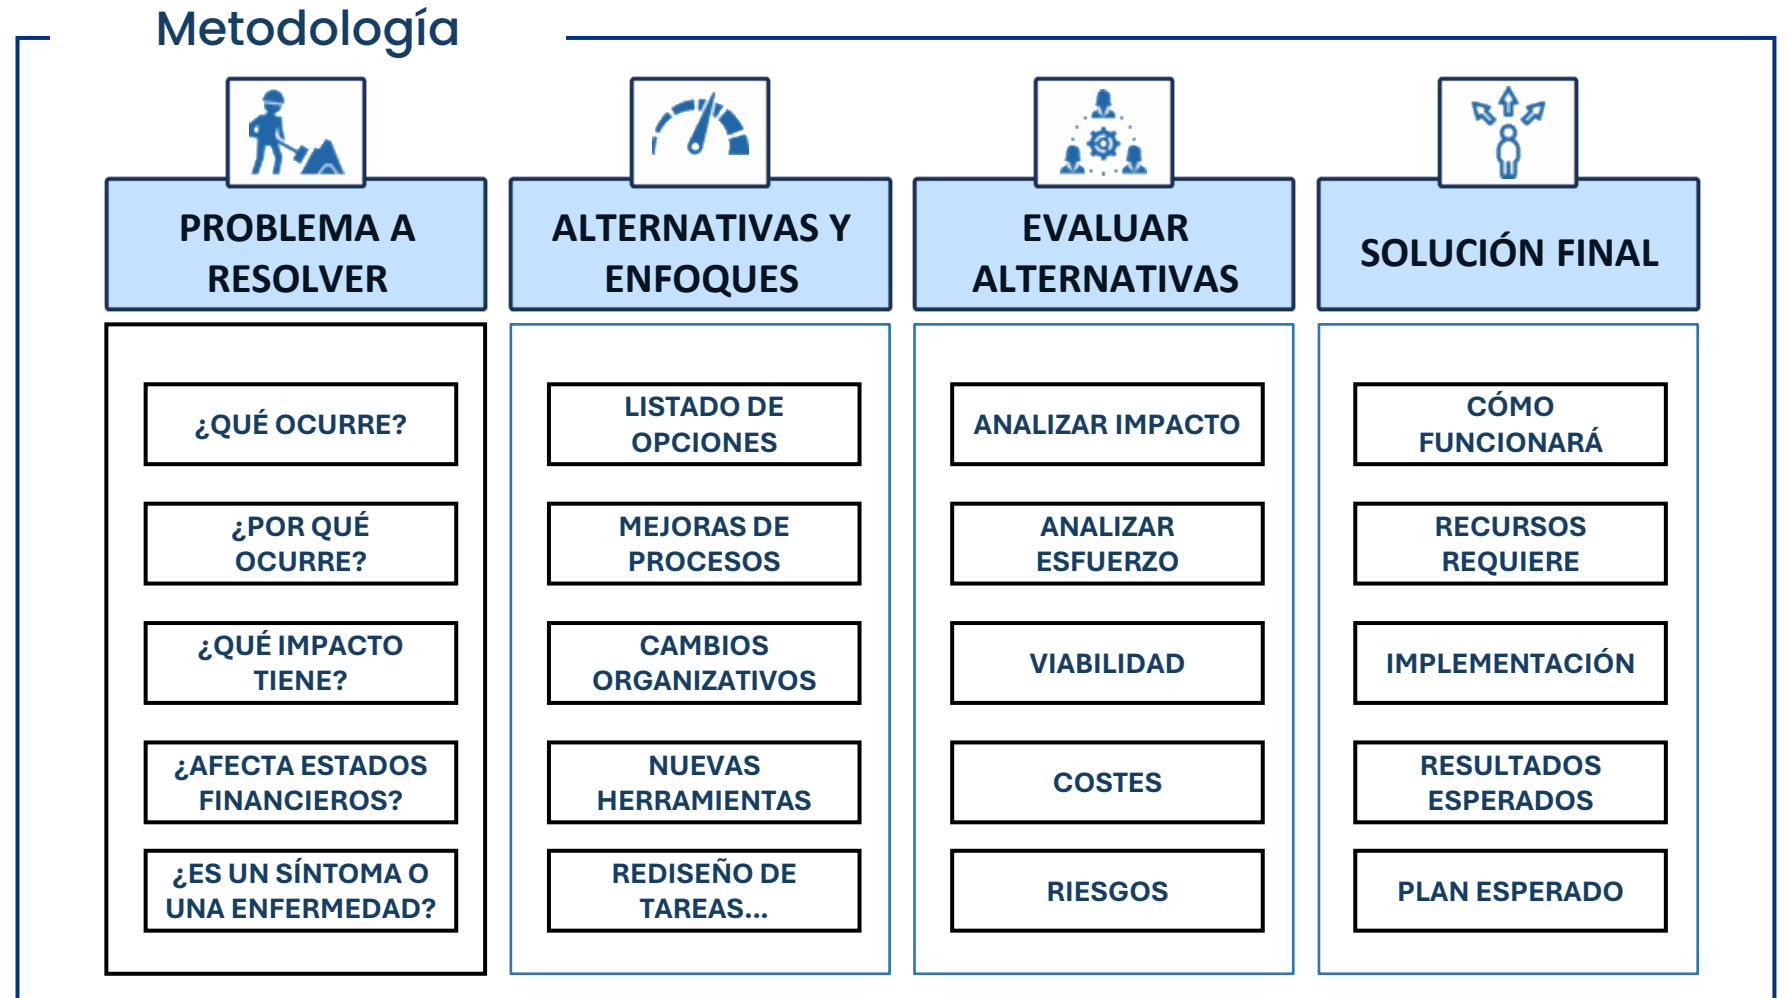 Metodología
PROBLEMA A
RESOLVER
¿QUÉ OCURRE?
¿POR QUÉ
OCURRE?
¿QUÉ IMPACTO
TIENE?
¿AFECTA ESTADOS
FINANCIEROS?
¿ES UN SÍNTOMA O
UNA ENFERMEDAD?
ALTERNATIVAS Y
ENFOQUES
LISTADO DE
OPCIONES
MEJORAS DE
PROCESOS
CAMBIOS
ORGANIZATIVOS
NUEVAS
HERRAMIENTAS
REDISEÑO DE
TAREAS...
EVALUAR
ALTERNATIVAS
ANALIZAR IMPACTO
ANALIZAR
ESFUERZO
VIABILIDAD
COSTES
RIESGOS
SOLUCIÓN FINAL
CÓMO
FUNCIONARÁ
RECURSOS
REQUIERE
IMPLEMENTACIÓN
RESULTADOS
ESPERADOS
PLAN ESPERADO